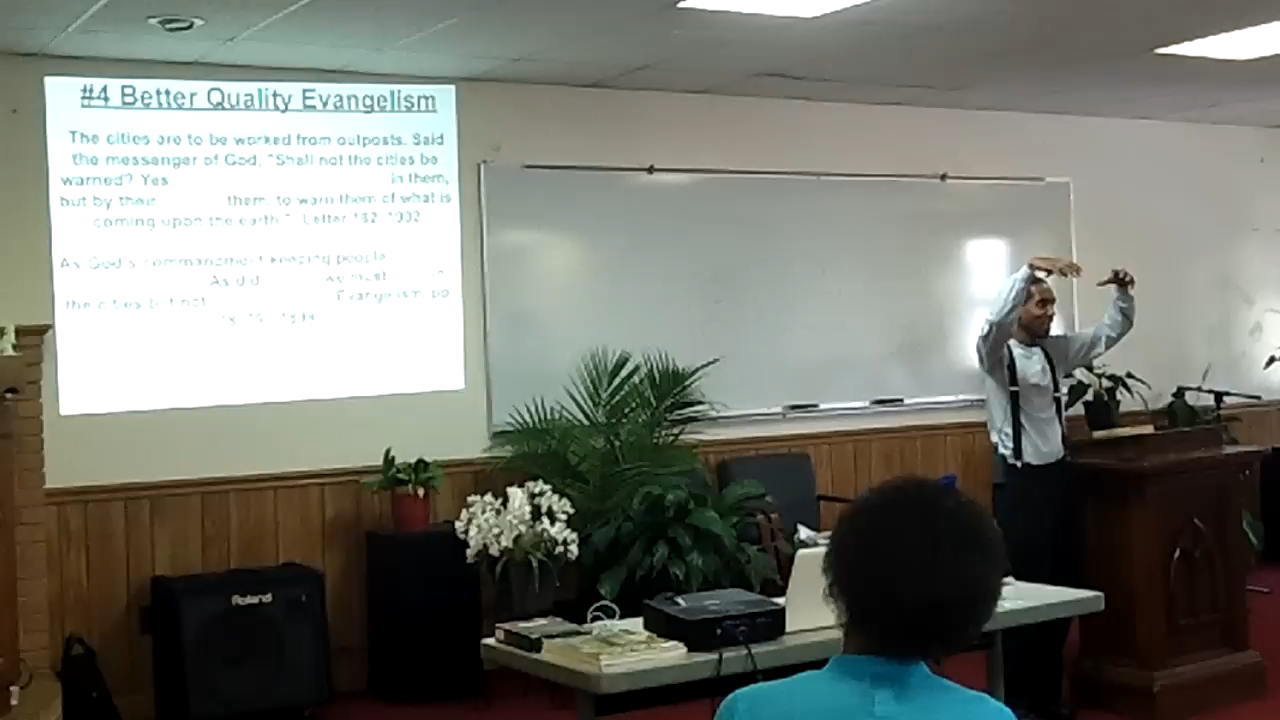 #4 Better Quality Evangelism
The cities are to be worked from outposts. Said
the messenger of God, "Shall not the cities be
warned? Yes in them,
but by their them, to warn them of what is
coming upon the earth." Letter 182, 1902
As God's commandment keeping people
As did we must in
the cities but not Evangelism, pp
Roland